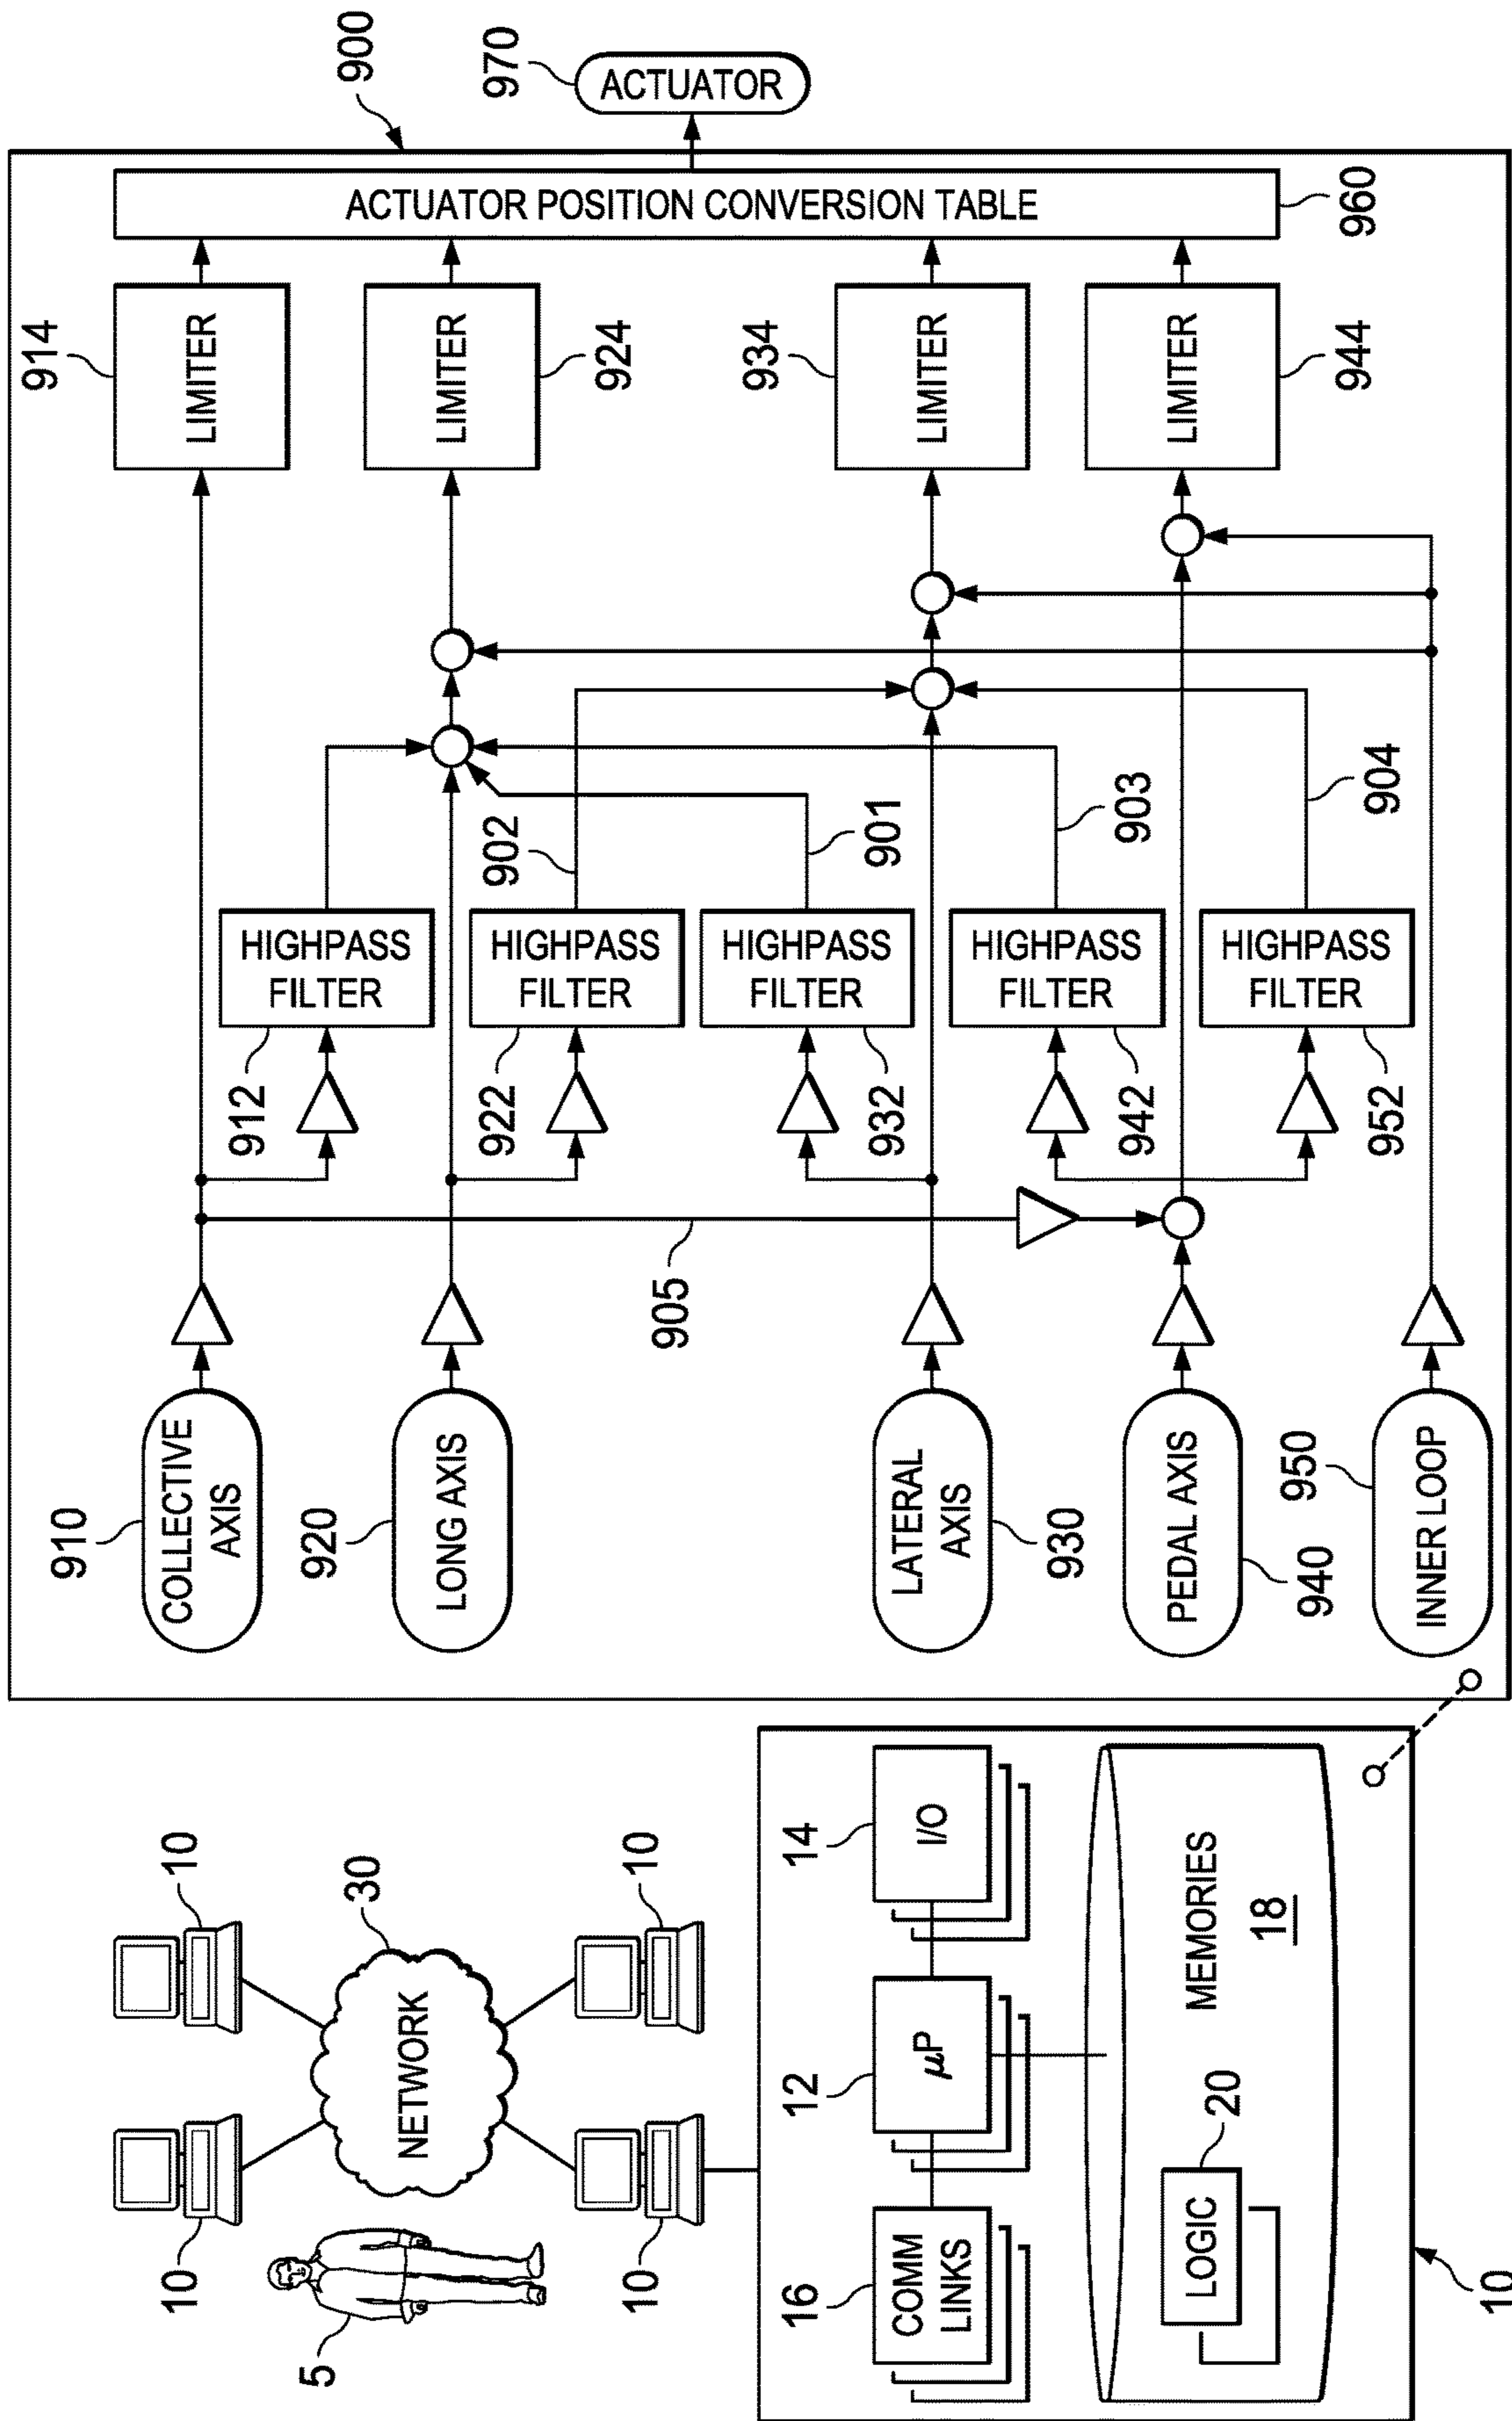 10
10
30
NETWORK
5
10
10
16
COMM
LINKS
12
μP
14
I/O
20
LOGIC
MEMORIES
18
10
900
910
COLLECTIVE
AXIS
912
HIGHPASS
FILTER
914
LIMITER
920
LONG AXIS
922
HIGHPASS
FILTER
902
LIMITER
924
905
932
HIGHPASS
FILTER
901
934
LIMITER
LATERAL
AXIS
930
942
HIGHPASS
FILTER
903
LIMITER
944
PEDAL AXIS
940
952
HIGHPASS
FILTER
904
950
INNER LOOP
ACTUATOR POSITION CONVERSION TABLE
960
970
ACTUATOR